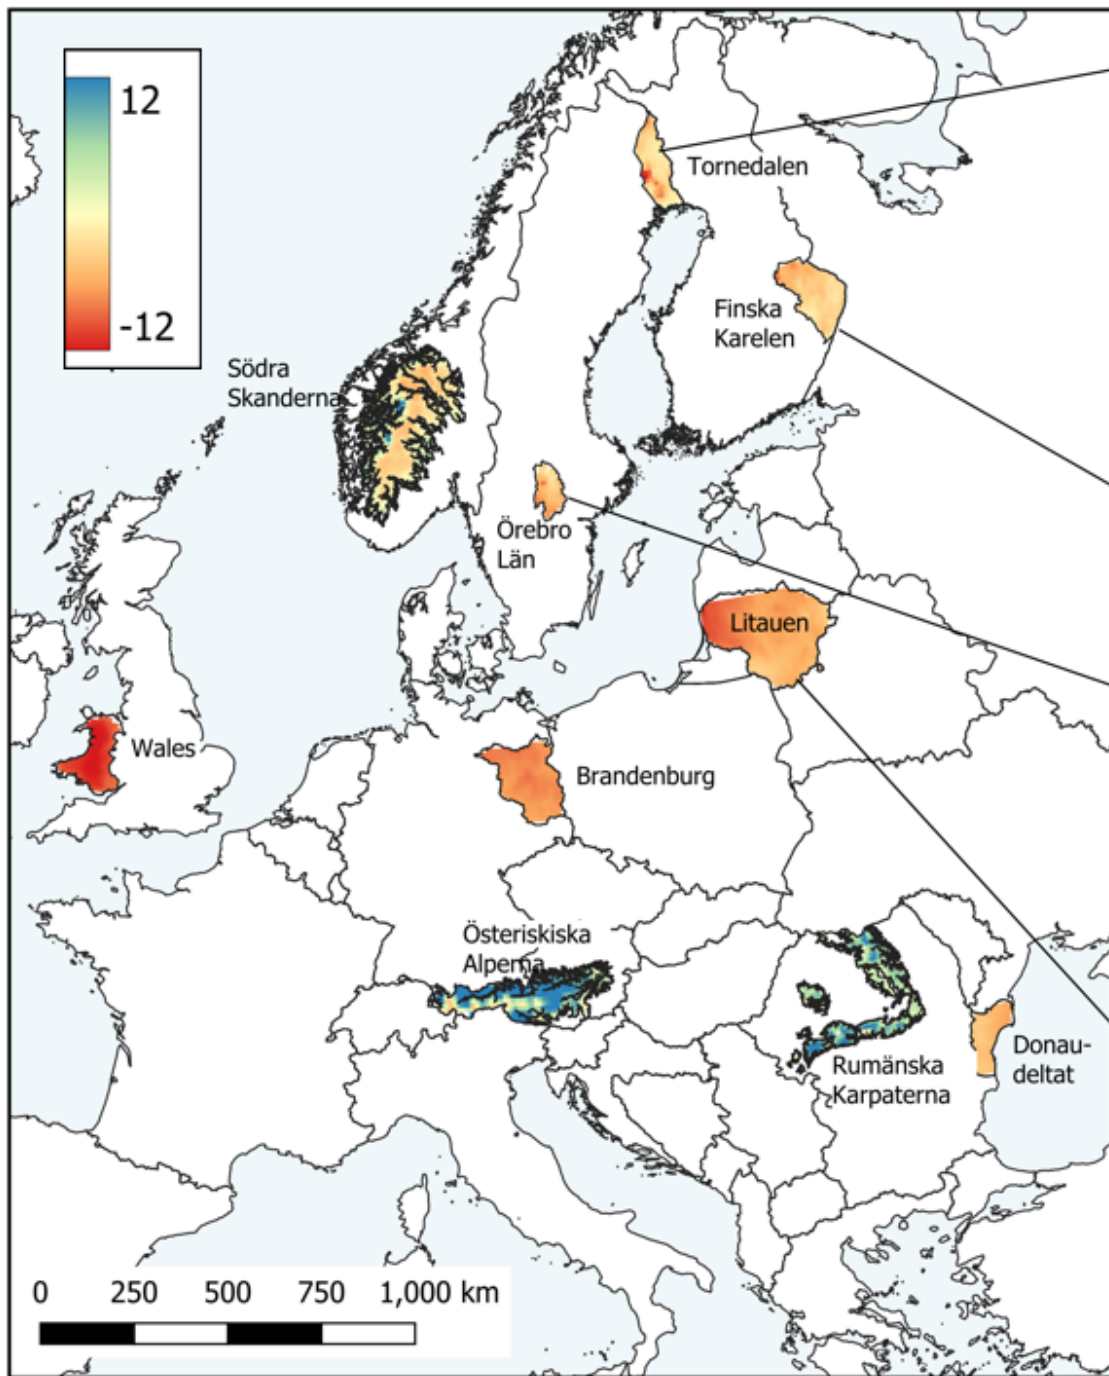 12
-12
Tornedalen
Finska
Karelen
Södra
Skanderna
Örebro
Län
Litauen
Wales
Brandenburg
Österiskiska
Alperna
Rumänska
Karpaterna
Donau-
deltat
0 250 500 750 1,000 km